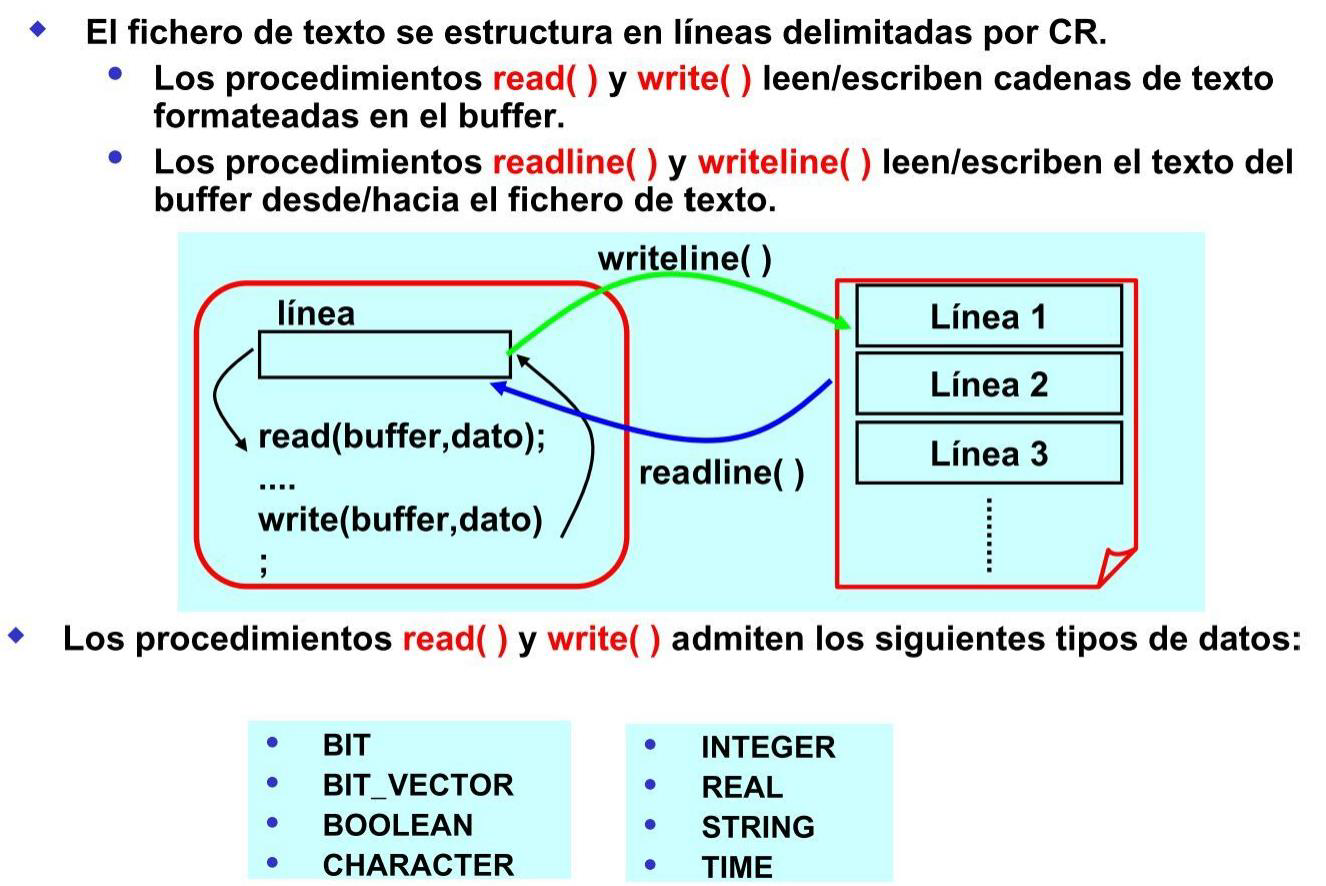 El fichero de texto se estructura en líneas delimitadas por CR.
Los procedimientos read( ) y write( ) leen/escriben cadenas de texto
formateadas en el buffer.
Los procedimientos readline( ) y writeline( ) leen/escriben el texto del
buffer desde/hacia el fichero de texto.
writeline( )
línea
read(buffer,dato);
....
write(buffer,dato)
;
readline( )
Línea 1
Línea 2
Línea 3
Los procedimientos read( ) y write( ) admiten los siguientes tipos de datos:
BIT
BIT_VECTOR
BOOLEAN
CHARACTER
INTEGER
REAL
STRING
TIME